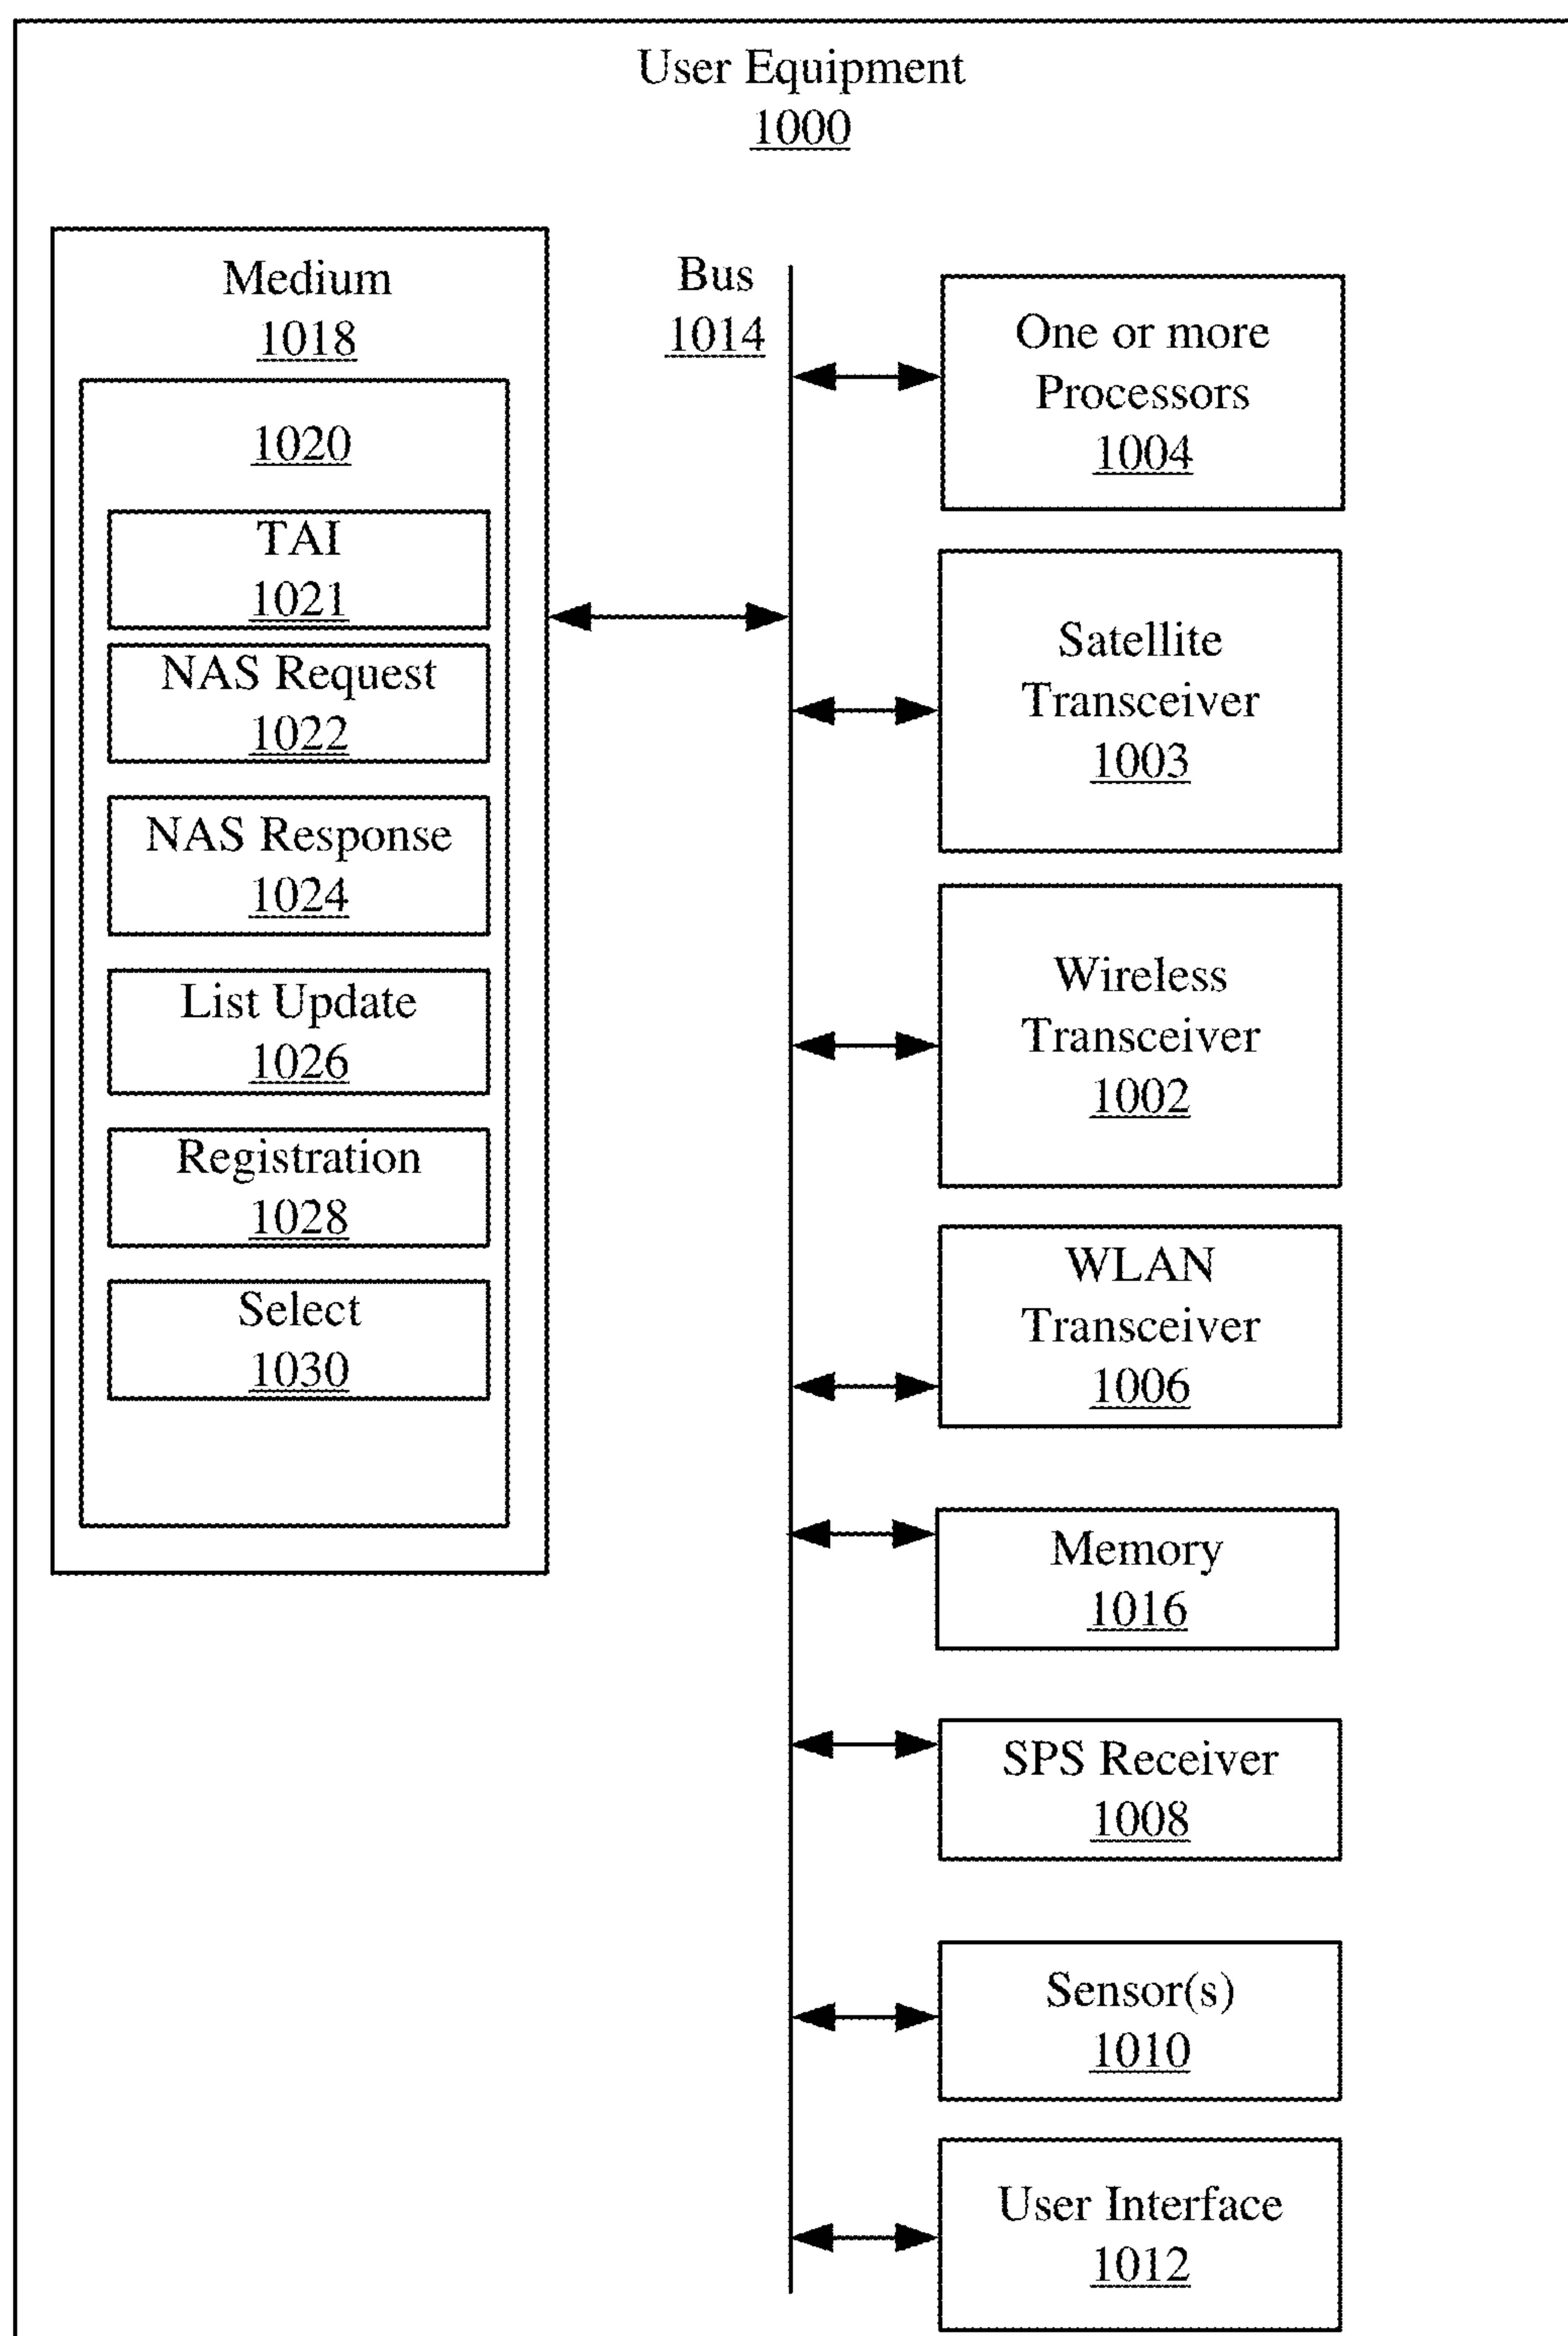 User Equipment
1000
Medium
1018
1020
TAI
1021
NAS Request
1022
NAS Response
1024
List Update
1026
Registration
1028
Select
1030
Bus
1014
One or more
Processors
1004
Satellite
Transceiver
1003
Wireless
Transceiver
1002
WLAN
Transceiver
1006
Memory
1016
SPS Receiver
1008
Sensor(s)
1010
User Interface
1012